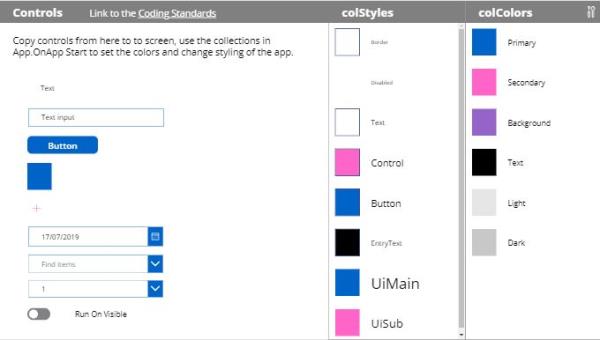 Controls
Link to the Coding Standards
Copy controls from here to to screen, use the collections in
App.OnApp Start to set the colors and change styling of the app.
Text
Text input
Button
17/07/2019
Find items
1
Run On Visible
colStyles
Border
Disabled
Text
Control
Button
EntryText
UiMain
UiSub
colColors
Primary
Secondary
Background
Text
Light
Dark